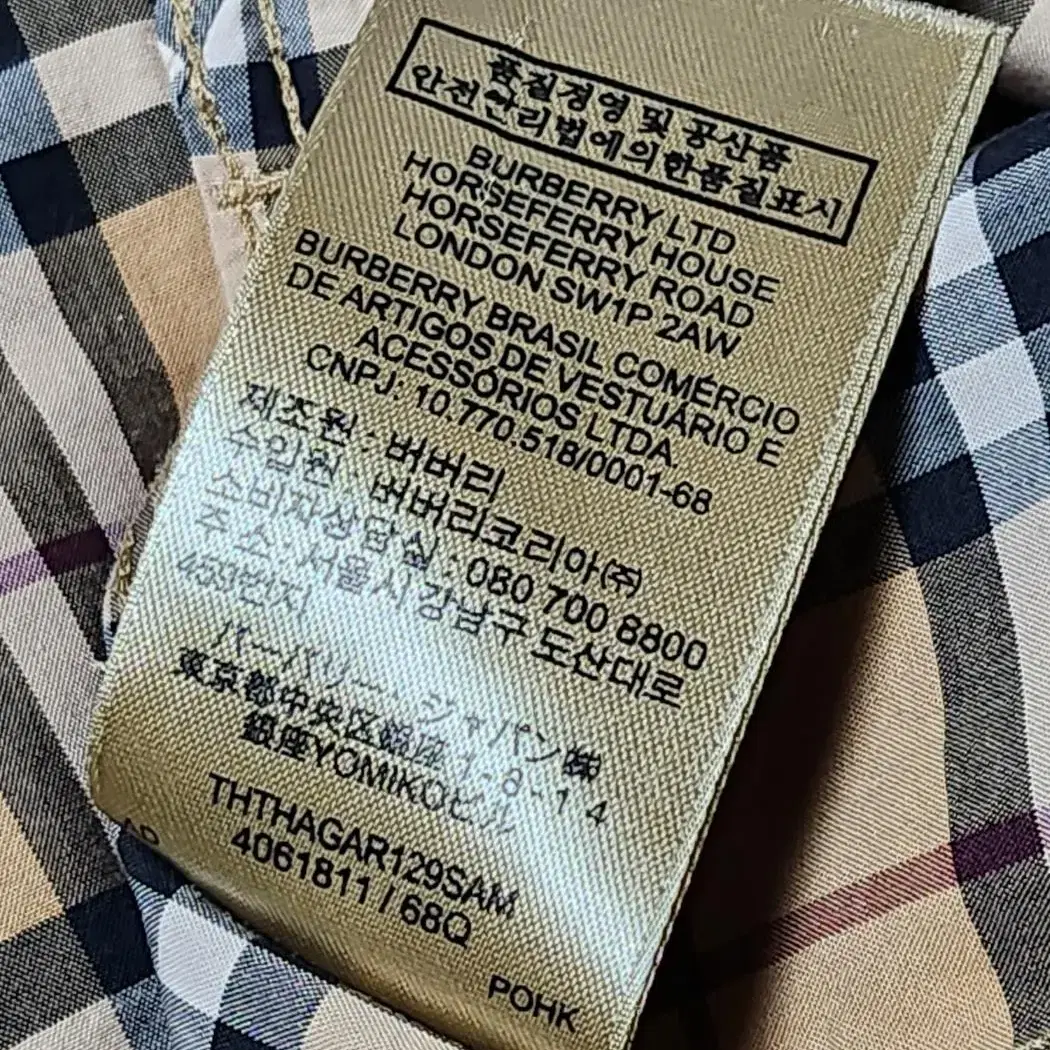 품질경영 및 공산품
안전관리법에의한품질표시
BURBERRY LTD
HORSEFERRY HOUSE
HORSEFERRY ROAD
LONDON SW1P 2AW
BURBERRY BRASIL COMÉRCIO
DE ARTIGOS DE VESTUÁRIO E
ACESSÓRIOS LTDA.
CNPJ: 10.770.518/0001-68
제조원 : 버버리
수입원 : 버버리코리아㈜
소비자상담실 : 080 700 8800
주소 : 서울시 강남구 도산대로
459번지
バーバリー・ジャパン㈱
東京都中央区銀座1-8-14
銀座YOMIKOビル
THTHAGAR129SAM
4061811 / 68Q
POHK